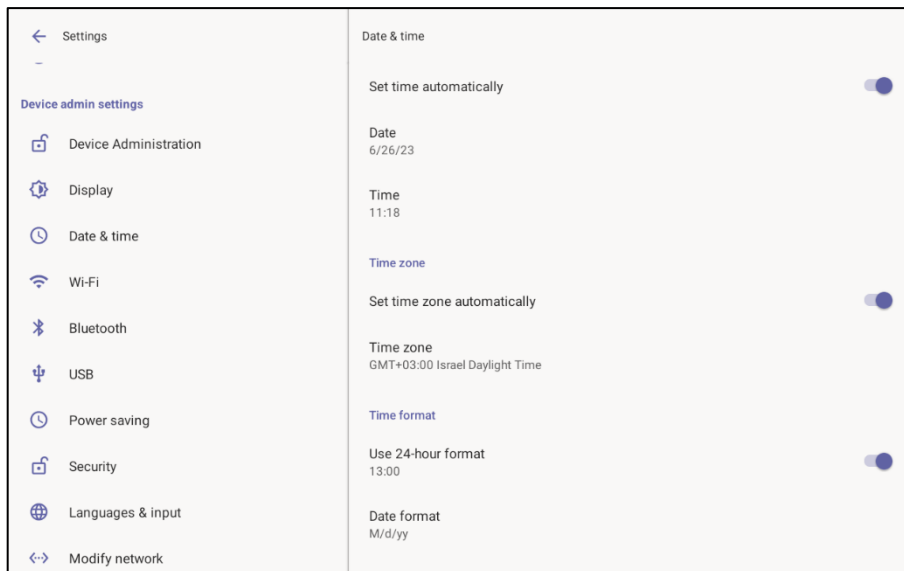 Settings
Device admin settings
Device Administration
Display
Date & time
Wi-Fi
Bluetooth
USB
Power saving
Security
Languages & input
Modify network
Date & time
Set time automatically
Date
6/26/23
Time
11:18
Time zone
Set time zone automatically
Time zone
GMT+03:00 Israel Daylight Time
Time format
Use 24-hour format
13:00
Date format
M/d/yy